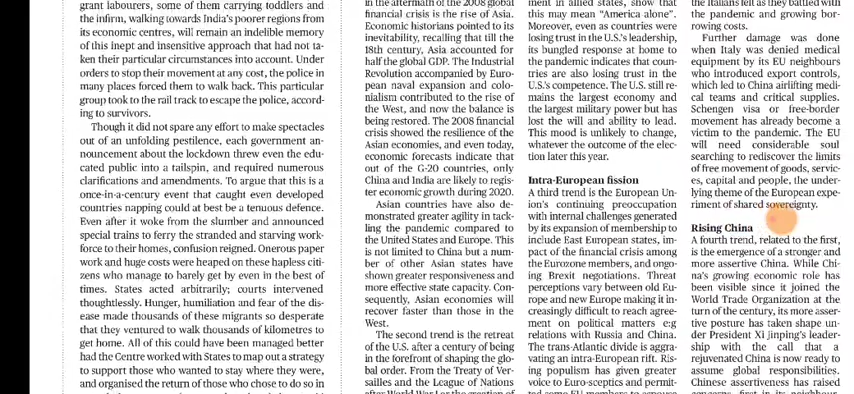 grant labourers, some of them carrying toddlers and
the infirm, walking towards India's poorer regions from
its economic centres, will remain an indelible memory
of this inept and insensitive approach that had not ta-
ken their particular circumstances into account. Under
orders to stop their movement at any cost, the police in
many places forced them to walk back. This particular
group took to the rail track to escape the police, accord-
ing to survivors.
Though it did not spare any effort to make spectacles
out of an unfolding pestilence, each government an-
nouncement about the lockdown threw even the edu-
cated public into a tailspin, and required numerous
clarifications and amendments. To argue that this is a
once-in-a-century event that caught even developed
countries napping could at best be a tenuous defence.
Even after it woke from the slumber and announced
special trains to ferry the stranded and starving work-
force to their homes, confusion reigned. Onerous paper
work and huge costs were heaped on these hapless citi-
zens who manage to barely get by even in the best of
times. States acted arbitrarily; courts intervened
thoughtlessly. Hunger, humiliation and fear of the dis-
ease made thousands of these migrants so desperate
that they ventured to walk thousands of kilometres to
get home. All of this could have been managed better
had the Centre worked with States to map out a strategy
to support those who wanted to stay where they were,
and organised the return of those who chose to do so in
in the aftermath of the 2008 global
financial crisis is the rise of Asia.
Economic historians pointed to its
inevitability, recalling that till the
18th century, Asia accounted for
half the global GDP. The Industrial
Revolution accompanied by Euro-
pean naval expansion and colo-
nialism contributed to the rise of
the West, and now the balance is
being restored. The 2008 financial
crisis showed the resilience of the
Asian economies, and even today,
economic forecasts indicate that
out of the G-20 countries, only
China and India are likely to regis-
ter economic growth during 2020.
Asian countries have also de-
monstrated greater agility in tack-
ling the pandemic compared to
the United States and Europe. This
is not limited to China but a num-
ber of other Asian states have
shown greater responsiveness and
more effective state capacity. Con-
sequently, Asian economies will
recover faster than those in the
West.
The second trend is the retreat
of the U.S. after a century of being
in the forefront of shaping the glo-
bal order. From the Treaty of Ver-
sailles and the League of Nations
after World War I or the creation of
ment in allied states, show that
this may mean "America alone".
Moreover, even as countries were
losing trust in the U.S.'s leadership,
its bungled response at home to
the pandemic indicates that coun-
tries are also losing trust in the
U.S.'s competence. The U.S. still re-
mains the largest economy and
the largest military power but has
lost the will and ability to lead.
This mood is unlikely to change,
whatever the outcome of the elec-
tion later this year.
Intra-European fission
A third trend is the European Un-
ion's continuing preoccupation
with internal challenges generated
by its expansion of membership to
include East European states, im-
pact of the financial crisis among
the Eurozone members, and ongo-
ing Brexit negotiations. Threat
perceptions vary between old Eu-
rope and new Europe making it in-
creasingly difficult to reach agree-
ment on political matters e:g
relations with Russia and China.
The trans-Atlantic divide is aggra-
vating an intra-European rift. Ris-
ing populism has given greater
voice to Euro-sceptics and permit-
ted some EU members to espouse
the Italians felt as they battled with
the pandemic and growing bor-
rowing costs.
Further damage was done
when Italy was denied medical
equipment by its EU neighbours
who introduced export controls,
which led to China airlifting medi-
cal teams and critical supplies.
Schengen visa or free-border
movement has already become a
victim to the pandemic. The EU
will need considerable soul
searching to rediscover the limits
of free movement of goods, servic-
es, capital and people, the under-
lying theme of the European expe-
riment of shared sovereignty.
Rising China
A fourth trend, related to the first,
is the emergence of a stronger and
more assertive China. While Chi-
na's growing economic role has
been visible since it joined the
World Trade Organization at the
turn of the century, its more asser-
tive posture has taken shape un-
der President Xi Jinping's leader-
ship with the call that a
rejuvenated China is now ready to
assume global responsibilities.
Chinese assertiveness has raised